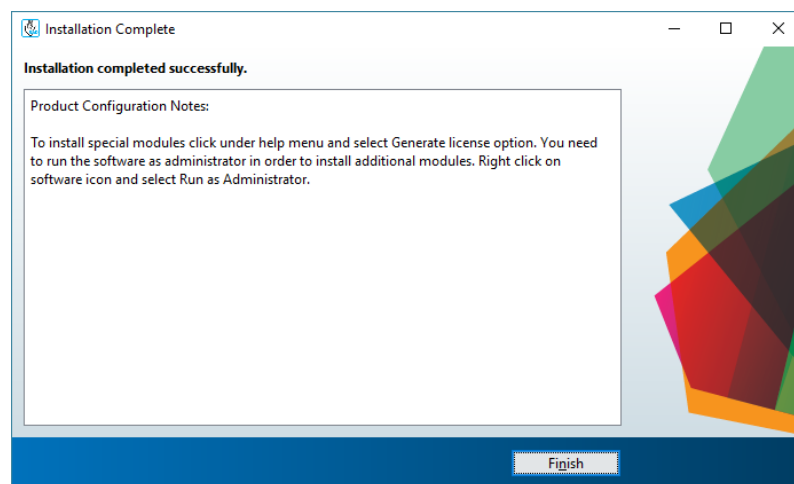 Installation Complete
Installation completed successfully.
Product Configuration Notes:
To install special modules click under help menu and select Generate license option. You need
to run the software as administrator in order to install additional modules. Right click on
software icon and select Run as Administrator.
Finish